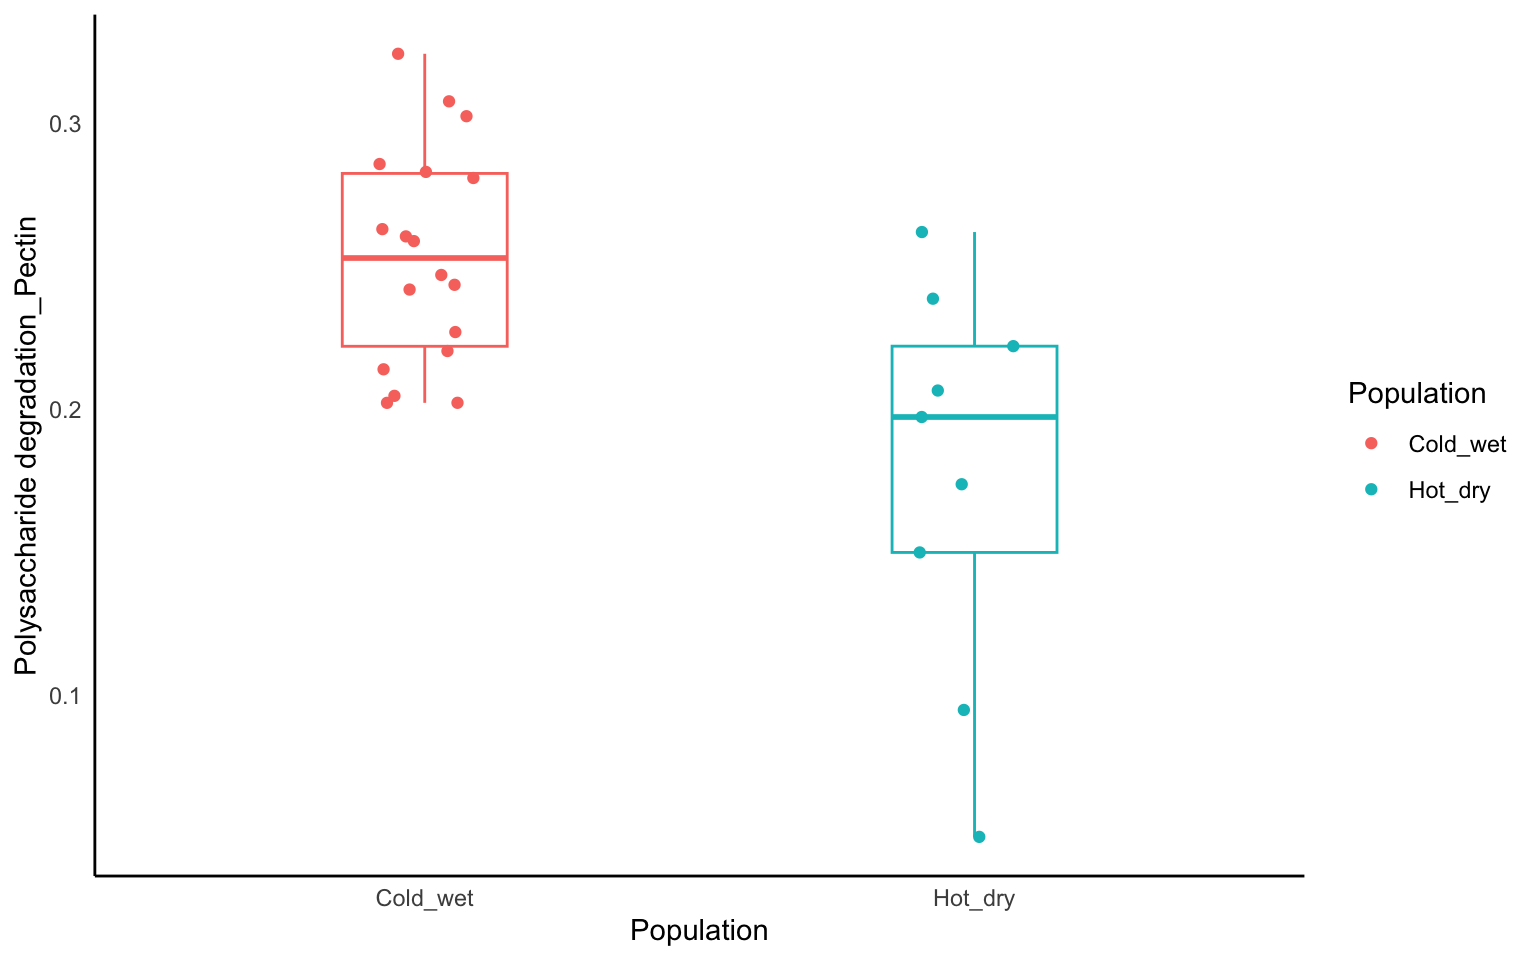 Polysaccharide degradation_Pectin
0.3
0.2
0.1
Cold_wet
Hot_dry
Population
Population
Cold_wet
Hot_dry